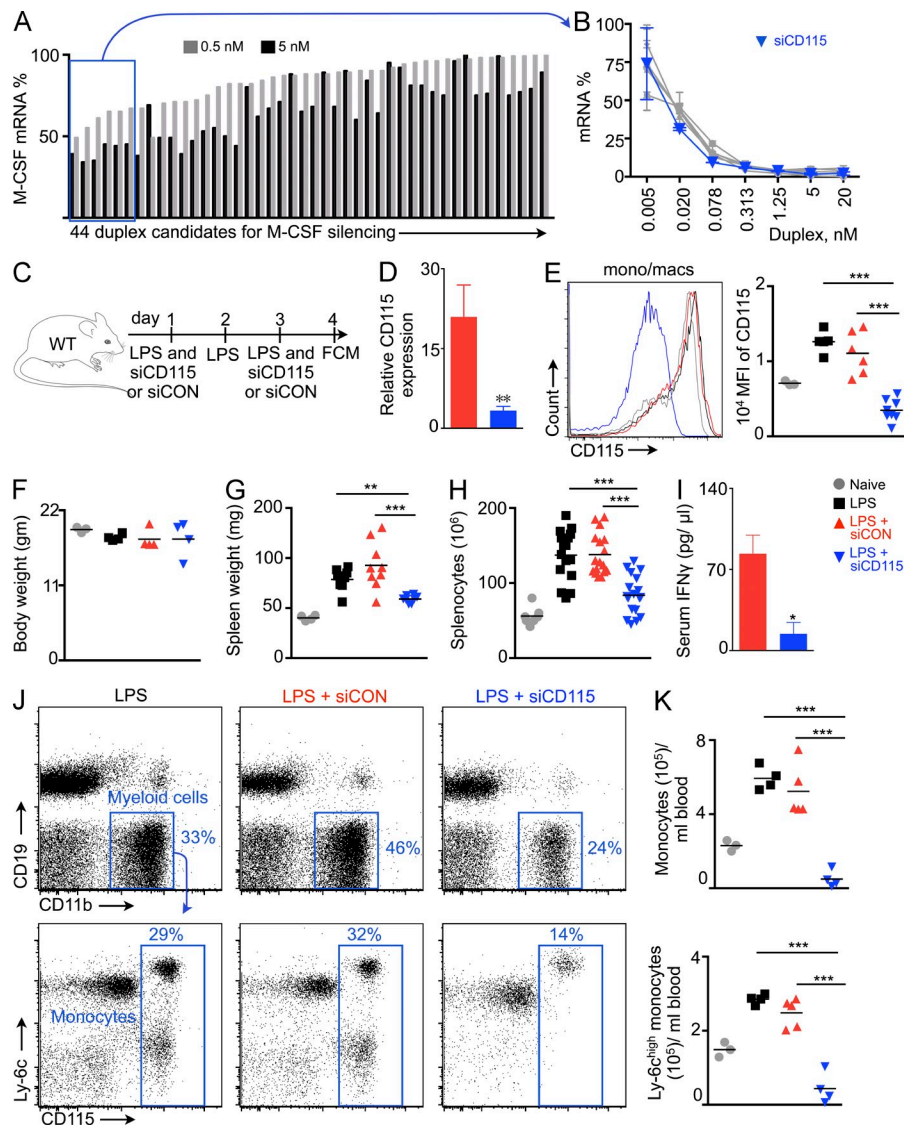 A
0.5 nM
5 nM
M-CSF mRNA %
100
50
44 duplex candidates for M-CSF silencing
B
siCD115
mRNA %
100
75
50
25
0
0.005
0.020
0.078
0.313
1.25
5
20
Duplex, nM
C
WT
day
1
2
3
4
LPS and siCD115 or siCON
LPS
LPS and siCD115 or siCON
FCM
D
Relative CD115 expression
30
15
0
**
E
mono/macs
Count
CD115
10⁴ MFI of CD115
2
1
0
***
***
F
Body weight (gm)
22
11
0
G
Spleen weight (mg)
200
100
50
0
**
***
H
Splenocytes (10⁶)
200
100
0
***
***
I
Serum IFNγ (pg/ µl)
140
70
0
*
Naive
LPS
LPS + siCON
LPS + siCD115
J
LPS
LPS + siCON
LPS + siCD115
Myeloid cells
33%
46%
24%
CD19
CD11b
29%
32%
14%
Monocytes
Ly-6c
CD115
K
Monocytes (10⁵)/ ml blood
8
4
0
***
***
Ly-6cʰⁱᵍʰ monocytes (10⁵)/ ml blood
4
2
0
***
***